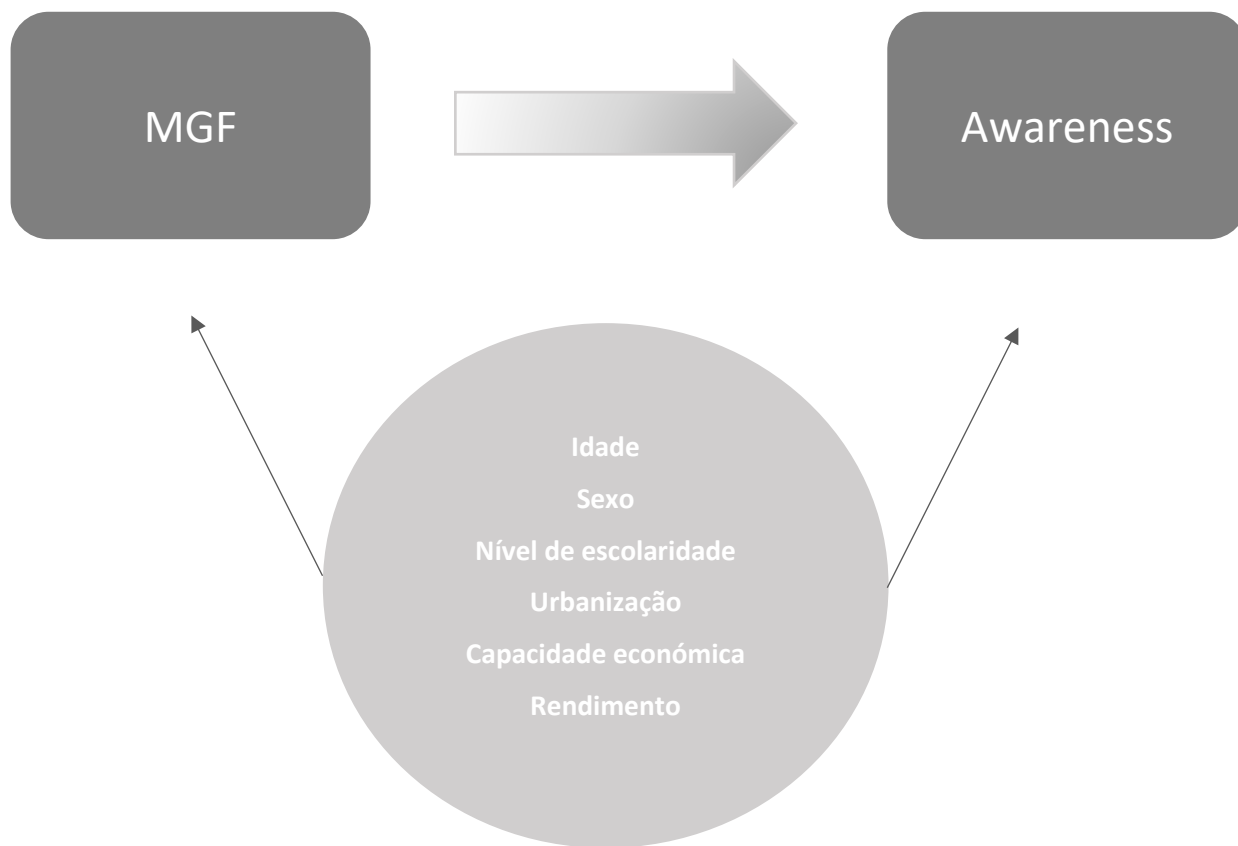 MGF
Awareness
Idade
Sexo
Nível de escolaridade
Urbanização
Capacidade económica
Rendimento